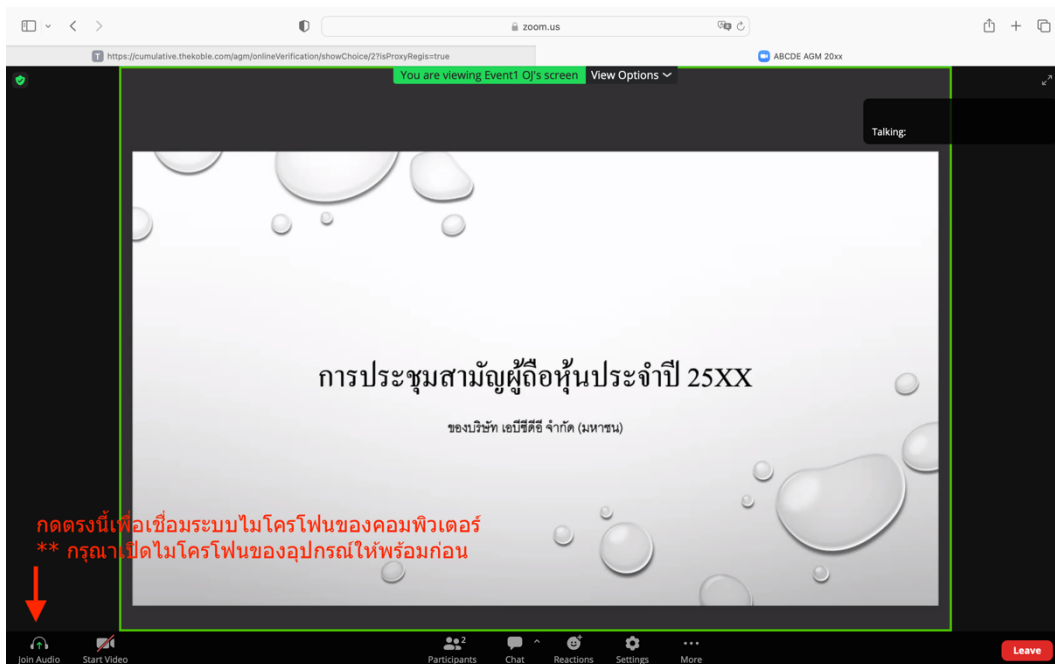 zoom.us
https://cumulative.thekoble.com/agm/onlineVerification/showChoice/2?isProxyRegis=true
ABCDE AGM 20xx
You are viewing Event1 OJ's screen View Options
Talking:
การประชุมสามัญผู้ถือหุ้นประจำปี 25XX
ของบริษัท เอบีซีดีอี จำกัด (มหาชน)
กดตรงนี้เพื่อเชื่อมระบบไมโครโฟนของคอมพิวเตอร์
** กรุณาเปิดไมโครโฟนของอุปกรณ์ให้พร้อมก่อน
2
Join Audio Start Video Participants Chat Reactions Settings More Leave